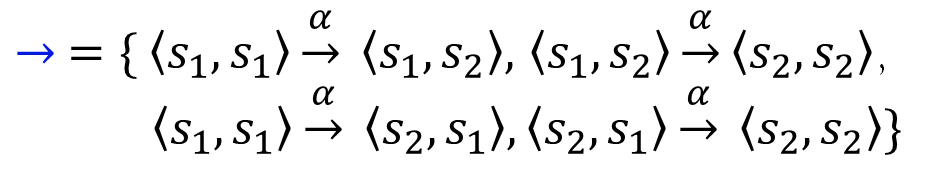 → = { ⟨s₁, s₁⟩ →^α ⟨s₁, s₂⟩, ⟨s₁, s₂⟩ →^α ⟨s₂, s₂⟩,
⟨s₁, s₁⟩ →^α ⟨s₂, s₁⟩, ⟨s₂, s₁⟩ →^α ⟨s₂, s₂⟩}